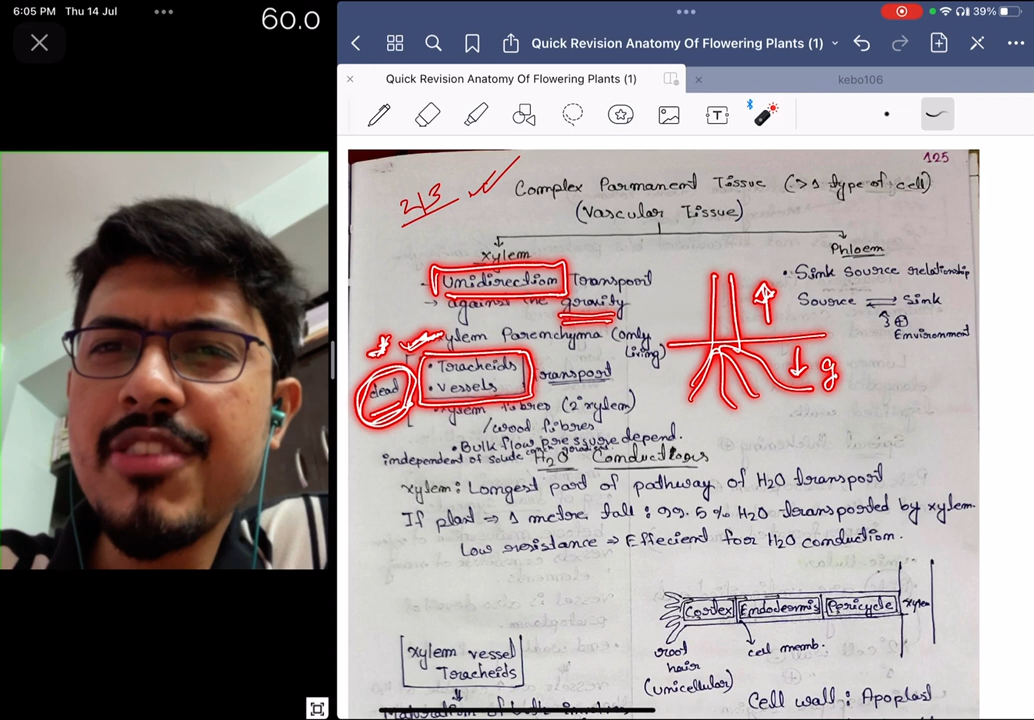 6:05 PM Thu 14 Jul
60.0
39%
Quick Revision Anatomy Of Flowering Plants (1)
Quick Revision Anatomy Of Flowering Plants (1)
kebo106
T
125
2/3
Complex Parmanent Tissue (>1 type of cell)
(Vascular Tissue)
xylem
Phloem
Unidirection Transport
→ against the gravity
xylem Parenchyma (only living)
dead
• Tracheids
• Vessels
Transport
• xylem fibres (2° xylem)
/wood fibres
• Sink Source relationship
Source ⇌ Sink
Environment
g
• Bulk flow pressure depend.
independent of solute
H₂O Conductions
xylem: Longest part of pathway of H₂O transport
If plant ⇒ 1 metre tall: 99.5 % H₂O transported by xylem.
Low resistance ⇒ Effecient for H₂O conduction.
Cortex Endodermis Pericycle xylem
root hair
(unicellular)
cell memb.
xylem vessel
Tracheids
Cell wall: Apoplast